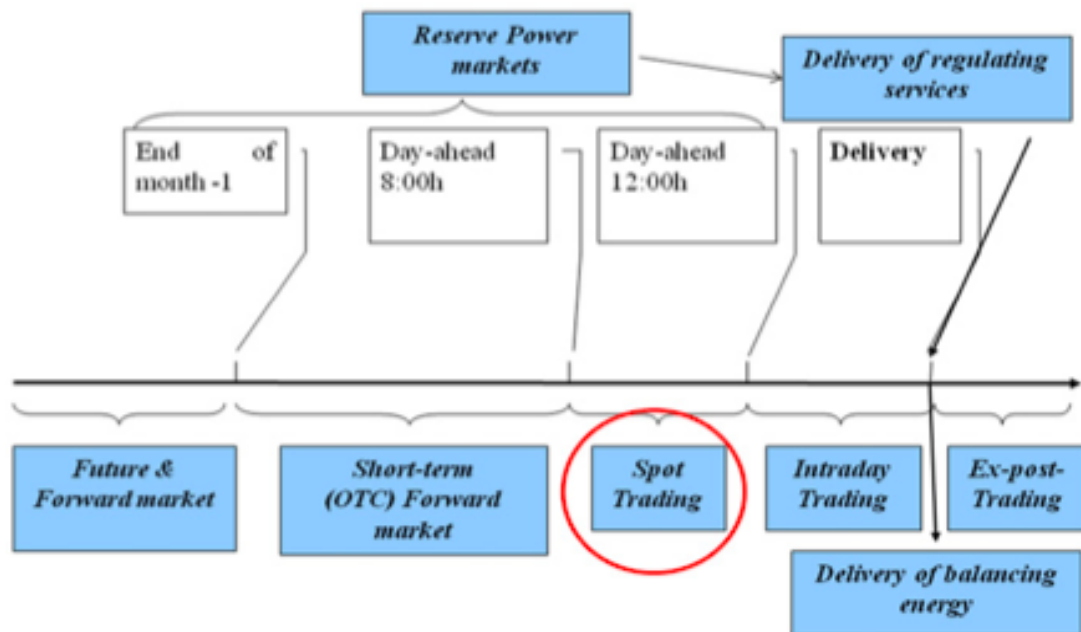 Reserve Power
markets
Delivery of regulating
services
End of
month -1
Day-ahead
8:00h
Day-ahead
12:00h
Delivery
Future &
Forward market
Short-term
(OTC) Forward
market
Spot
Trading
Intraday
Trading
Ex-post-
Trading
Delivery of balancing
energy